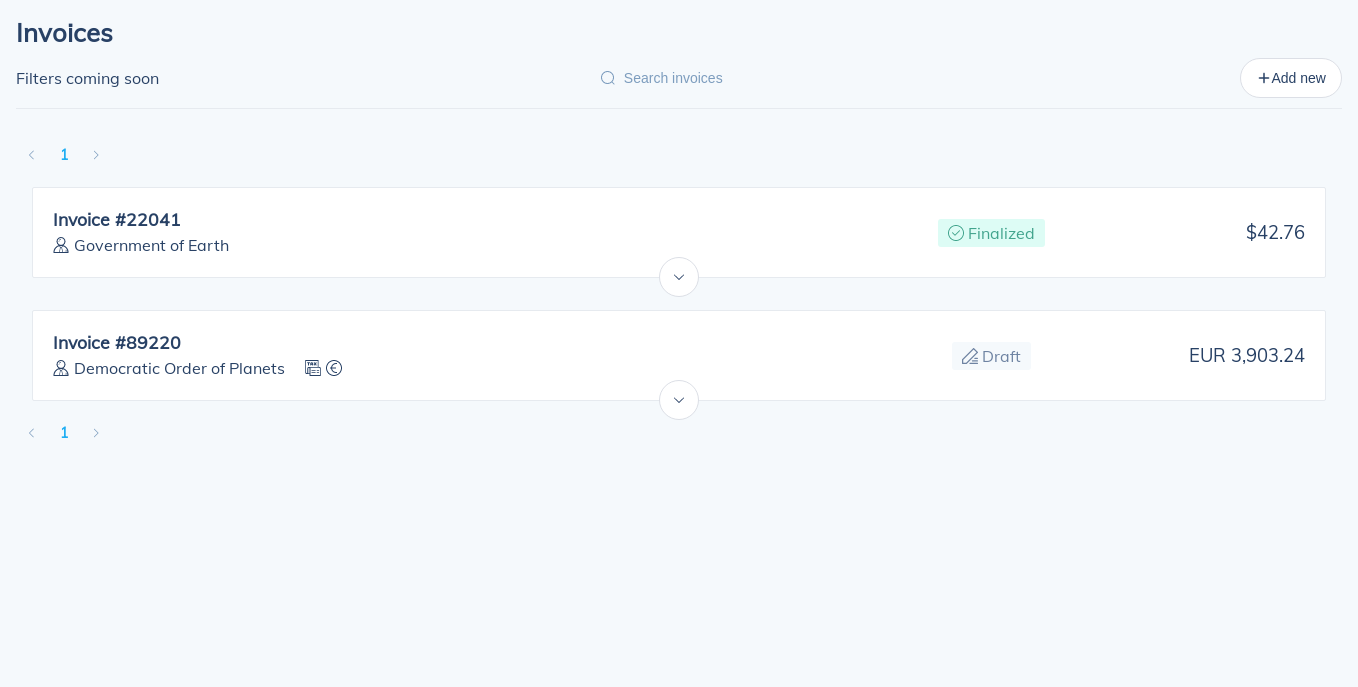 Invoices
Filters coming soon
Search invoices
+Add new
1
Invoice #22041
Government of Earth
Finalized
$42.76
Invoice #89220
Democratic Order of Planets
Draft
EUR 3,903.24
1